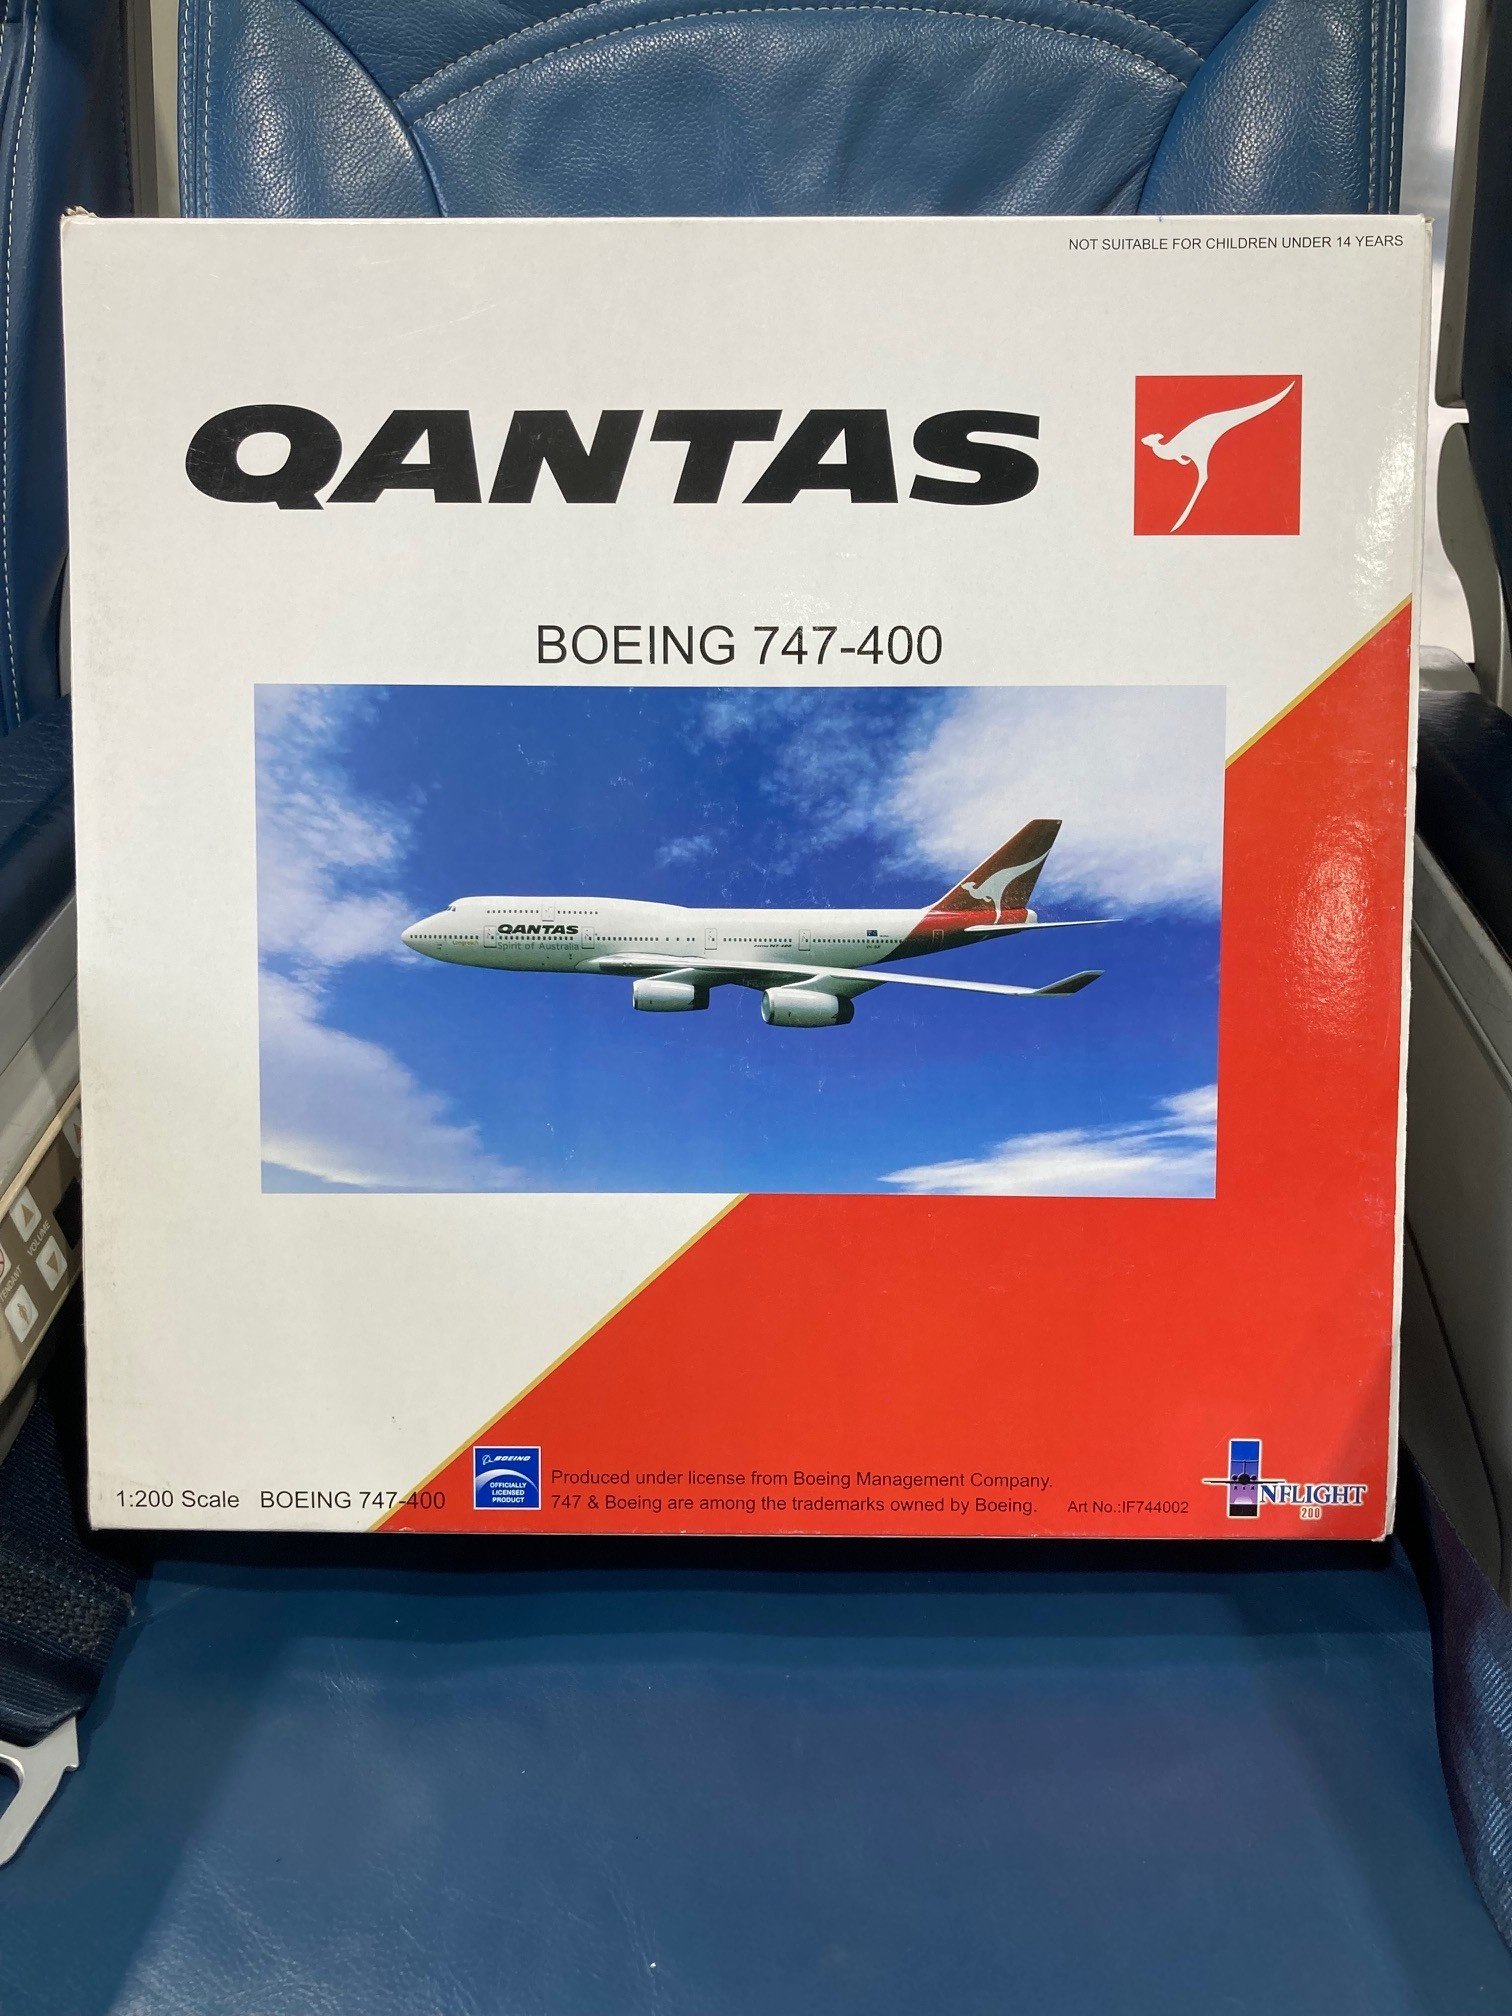 NOT SUITABLE FOR CHILDREN UNDER 14 YEARS
QANTAS
BOEING 747-400
QANTAS
Spirit of Australia
1:200 Scale BOEING 747-400
BOEING
OFFICIALLY
LICENSED
PRODUCT
Produced under license from Boeing Management Company.
747 & Boeing are among the trademarks owned by Boeing.
Art No.:IF744002
INFLIGHT
200
VOLUME